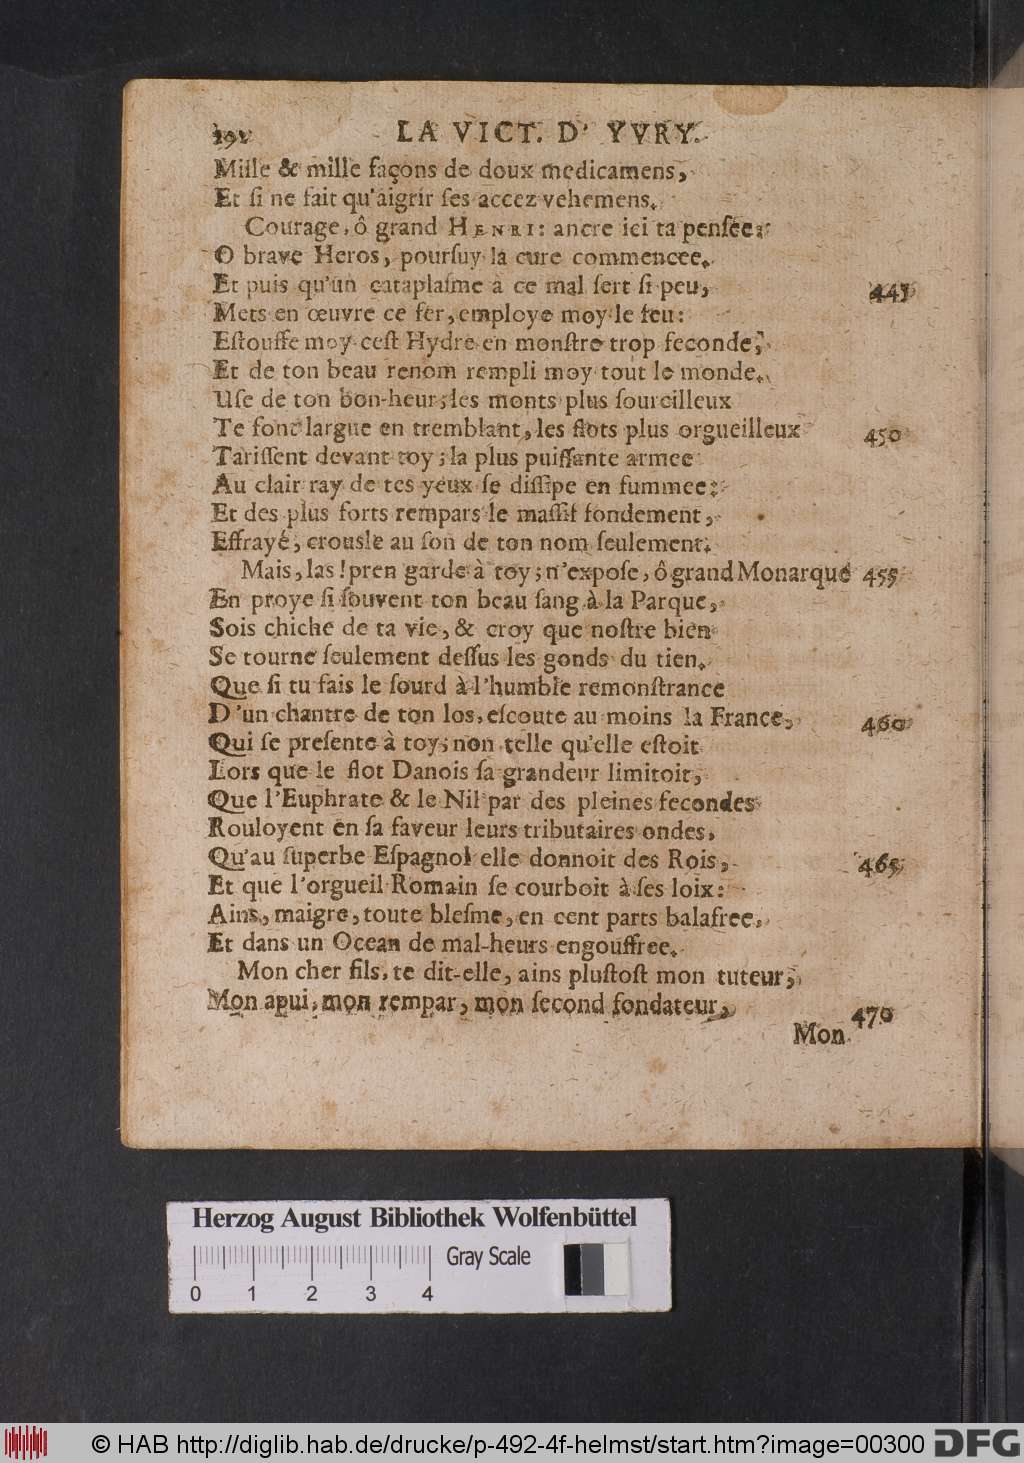 LA VICT. D' YVRY.
Mille & mille façons de doux medicamens,
Et ſi ne fait qu'aigrir ſes accez vehemens.
Courage, ô grand HENRI: ancre ici ta penſée;
O brave Heros, pourſuy la cure commencee.
Et puis qu'un cataplaſme à ce mal ſert ſi peu, 445
Mets en œuvre ce fer, employe moy le feu:
Eſtouffe moy ceſt Hydre en monſtre trop feconde,
Et de ton beau renom rempli moy tout le monde.
Uſe de ton bon-heur; les monts plus ſourcilleux
Te font largue en tremblant, les flots plus orgueilleux 450
Tariſſent devant toy; la plus puiſſante armee
Au clair ray de tes yeux ſe diſſipe en fummee:
Et des plus forts rempars le maſſif fondement,
Effrayé, crousle au ſon de ton nom ſeulement.
Mais, las! pren garde à toy; n'expoſe, ô grand Monarque 455
En proye ſi ſouvent ton beau ſang à la Parque,
Sois chiche de ta vie, & croy que noſtre bien
Se tourne ſeulement deſſus les gonds du tien.
Que ſi tu fais le ſourd à l'humble remonſtrance
D'un chantre de ton los, eſcoute au moins la France, 460
Qui ſe preſente à toy; non telle qu'elle eſtoit
Lors que le flot Danois ſa grandeur limitoit,
Que l'Euphrate & le Nil par des pleines fecondes
Rouloyent en ſa faveur leurs tributaires ondes,
Qu'au ſuperbe Eſpagnol elle donnoit des Rois, 465
Et que l'orgueil Romain ſe courboit à ſes loix:
Ains, maigre, toute bleſme, en cent parts balafree,
Et dans un Ocean de mal-heurs engouffree.
Mon cher fils, te dit-elle, ains pluſtoſt mon tuteur,
Mon apui, mon rempar, mon ſecond fondateur, 470
Mon
Herzog August Bibliothek Wolfenbüttel
Gray Scale
0 1 2 3 4
© HAB http://diglib.hab.de/drucke/p-492-4f-helmst/start.htm?image=00300 DFG